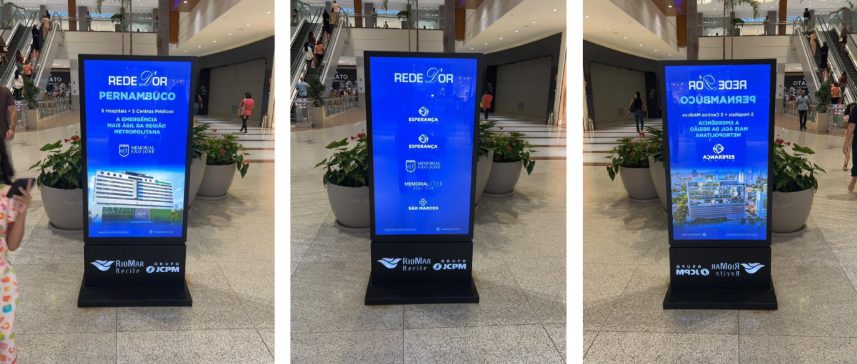 REDE D'OR
PERNAMBUCO
5 Hospitais + 5 Centros Médicos
A EMERGÊNCIA
MAIS ÁGIL DA REGIÃO
METROPOLITANA
MEMORIAL
SÃO JOSÉ
RIOMAR
Recife
GRUPO
JCPM
REDE D'OR
ESPERANÇA
ESPERANÇA
MEMORIAL
SÃO JOSÉ
MEMORIAL STAR
SÃO MARCOS
RIOMAR
Recife
GRUPO
JCPM
REDE D'OR
PERNAMBUCO
5 Hospitais + 5 Centros Médicos
A EMERGÊNCIA
MAIS ÁGIL DA REGIÃO
METROPOLITANA
ESPERANÇA
RIOMAR
Recife
GRUPO
JCPM